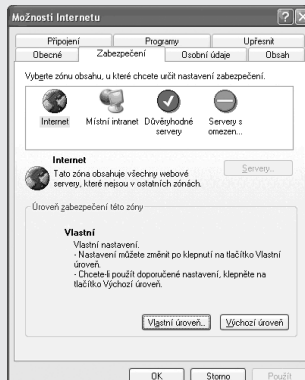 Možnosti Internetu
Připojení Programy Upřesnit
Obecné Zabezpečení Osobní údaje Obsah
Vyberte zónu obsahu, u které chcete určit nastavení zabezpečení.
Internet Místní intranet Důvěryhodné servery Servery s omezen...
Internet
Tato zóna obsahuje všechny webové
servery, které nejsou v ostatních zónách.
Servery...
Úroveň zabezpečení této zóny
Vlastní
Vlastní nastavení.
- Nastavení můžete změnit po klepnutí na tlačítko Vlastní
úroveň.
- Chcete-li použít doporučené nastavení, klepněte na
tlačítko Výchozí úroveň.
Vlastní úroveň... Výchozí úroveň
OK Storno Použít